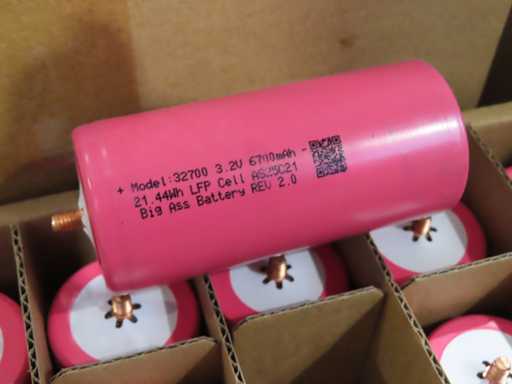 + Model:32700 3.2V 6700mAh -
21.44Wh LFP Cell AS25C21
Big Ass Battery REV 2.0